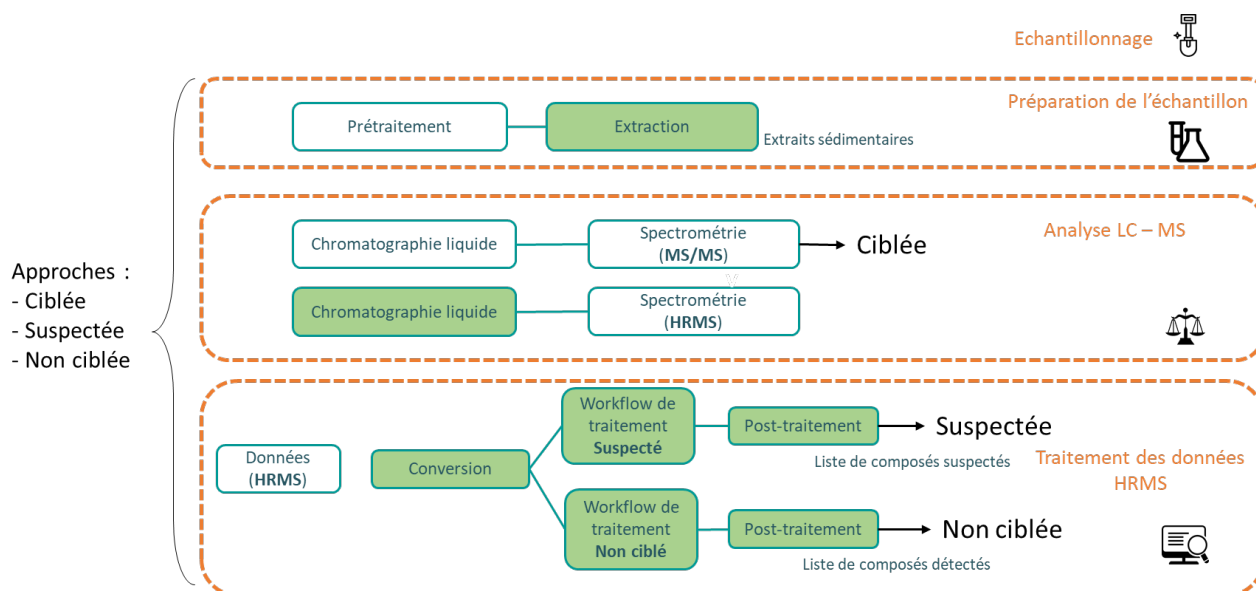 Echantillonnage
Préparation de l'échantillon
Prétraitement
Extraction
Extraits sédimentaires
Analyse LC – MS
Chromatographie liquide
Spectrométrie
(MS/MS)
Ciblée
Chromatographie liquide
Spectrométrie
(HRMS)
Approches :
- Ciblée
- Suspectée
- Non ciblée
Données
(HRMS)
Conversion
Workflow de
traitement
Suspecté
Post-traitement
Suspectée
Liste de composés suspectés
Traitement des données
HRMS
Workflow de
traitement
Non ciblé
Post-traitement
Non ciblée
Liste de composés détectés